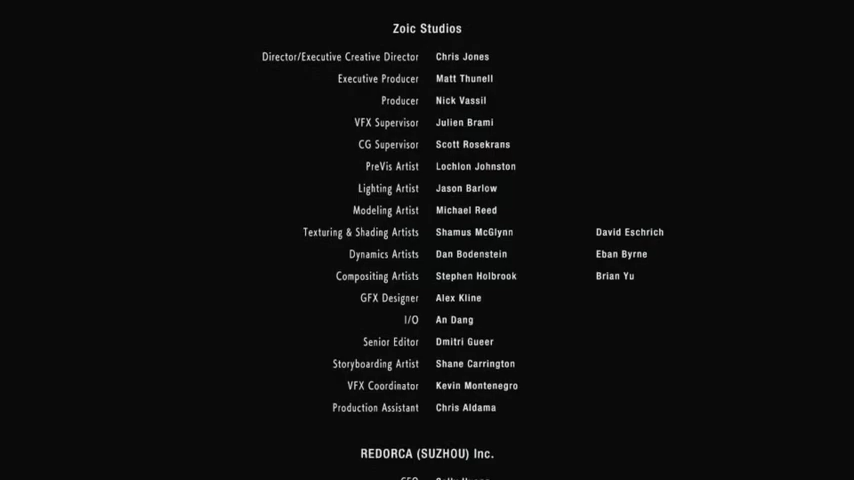 Zoic Studios
Director/Executive Creative Director Chris Jones
Executive Producer Matt Thunell
Producer Nick Vassil
VFX Supervisor Julien Brami
CG Supervisor Scott Rosekrans
PreVis Artist Lochlon Johnston
Lighting Artist Jason Barlow
Modeling Artist Michael Reed
Texturing & Shading Artists Shamus McGlynn David Eschrich
Dynamics Artists Dan Bodenstein Eban Byrne
Compositing Artists Stephen Holbrook Brian Yu
GFX Designer Alex Kline
I/O An Dang
Senior Editor Dmitri Gueer
Storyboarding Artist Shane Carrington
VFX Coordinator Kevin Montenegro
Production Assistant Chris Aldama
REDORCA (SUZHOU) Inc.